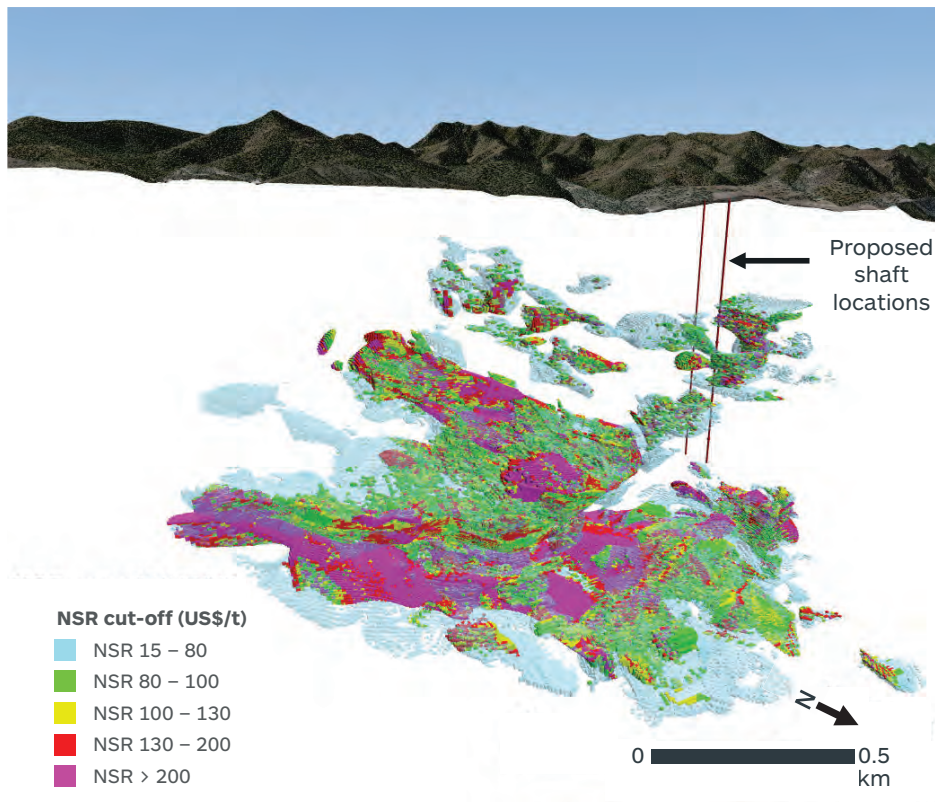 Proposed
shaft
locations
NSR cut-off (US$/t)
NSR 15 – 80
NSR 80 – 100
NSR 100 – 130
NSR 130 – 200
NSR > 200
N
0
0.5
km